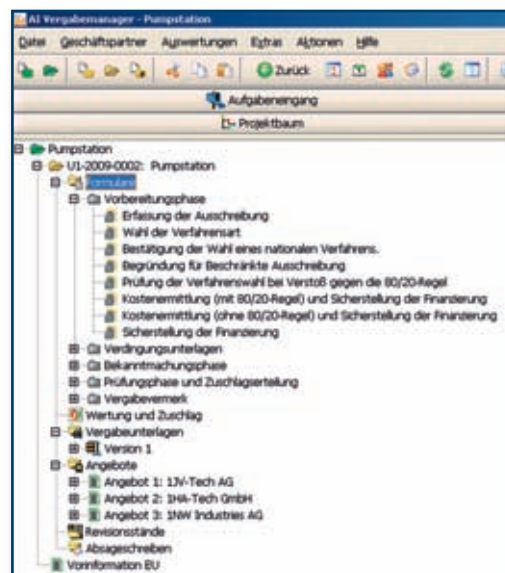 AI Vergabemanager - Pumpstation
Datei Geschäftspartner Auswertungen Extras Aktionen Hilfe
Zurück
Aufgabeneingang
Projektbaum
Pumpstation
U1-2009-0002: Pumpstation
Formulare
Vorbereitungsphase
Erfassung der Ausschreibung
Wahl der Verfahrensart
Bestätigung der Wahl eines nationalen Verfahrens.
Begründung für Beschränkte Ausschreibung
Prüfung der Verfahrenswahl bei Verstoß gegen die 80/20-Regel
Kostenermittlung (mit 80/20-Regel) und Sicherstellung der Finanzierung
Kostenermittlung (ohne 80/20-Regel) und Sicherstellung der Finanzierung
Sicherstellung der Finanzierung
Verdingungsunterlagen
Bekanntmachungsphase
Prüfungsphase und Zuschlagserteilung
Vergabevermerk
Wertung und Zuschlag
Vergabeunterlagen
Version 1
Angebote
Angebot 1: 1JV-Tech AG
Angebot 2: 1HA-Tech GmbH
Angebot 3: 1NW Industries AG
Revisionsstände
Absageschreiben
Vorinformation EU